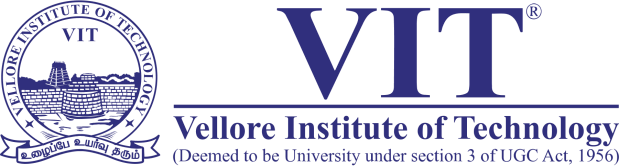 VELLORE INSTITUTE OF TECHNOLOGY
VIT
உழைப்பே உயர்வு தரும்
VIT®
Vellore Institute of Technology
(Deemed to be University under section 3 of UGC Act, 1956)